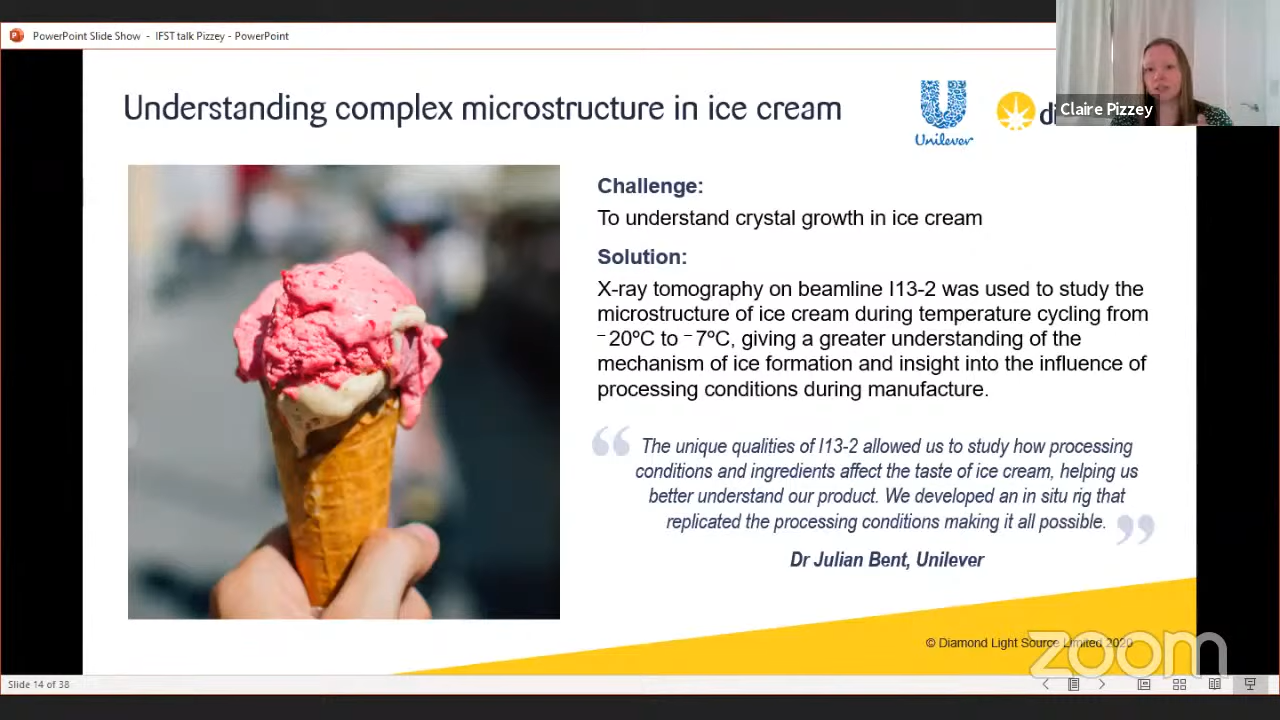 PowerPoint Slide Show - IFST talk Pizzey - PowerPoint
Understanding complex microstructure in ice cream
Unilever
Claire Pizzey
Challenge:
To understand crystal growth in ice cream
Solution:
X-ray tomography on beamline I13-2 was used to study the
microstructure of ice cream during temperature cycling from
⁻20ºC to ⁻7ºC, giving a greater understanding of the
mechanism of ice formation and insight into the influence of
processing conditions during manufacture.
“ The unique qualities of I13-2 allowed us to study how processing
conditions and ingredients affect the taste of ice cream, helping us
better understand our product. We developed an in situ rig that
replicated the processing conditions making it all possible. ”
Dr Julian Bent, Unilever
© Diamond Light Source Limited 2020
zoom
Slide 14 of 38